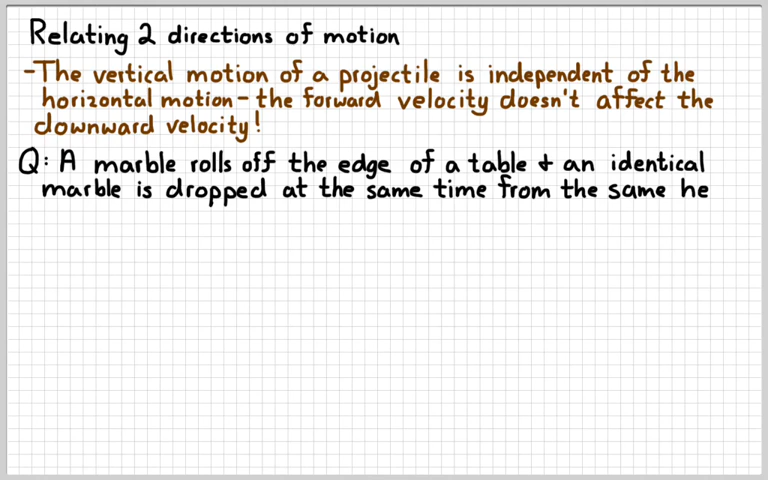 Relating 2 directions of motion
-The vertical motion of a projectile is independent of the
horizontal motion- the forward velocity doesn't affect the
downward velocity!
Q: A marble rolls off the edge of a table + an identical
marble is dropped at the same time from the same he